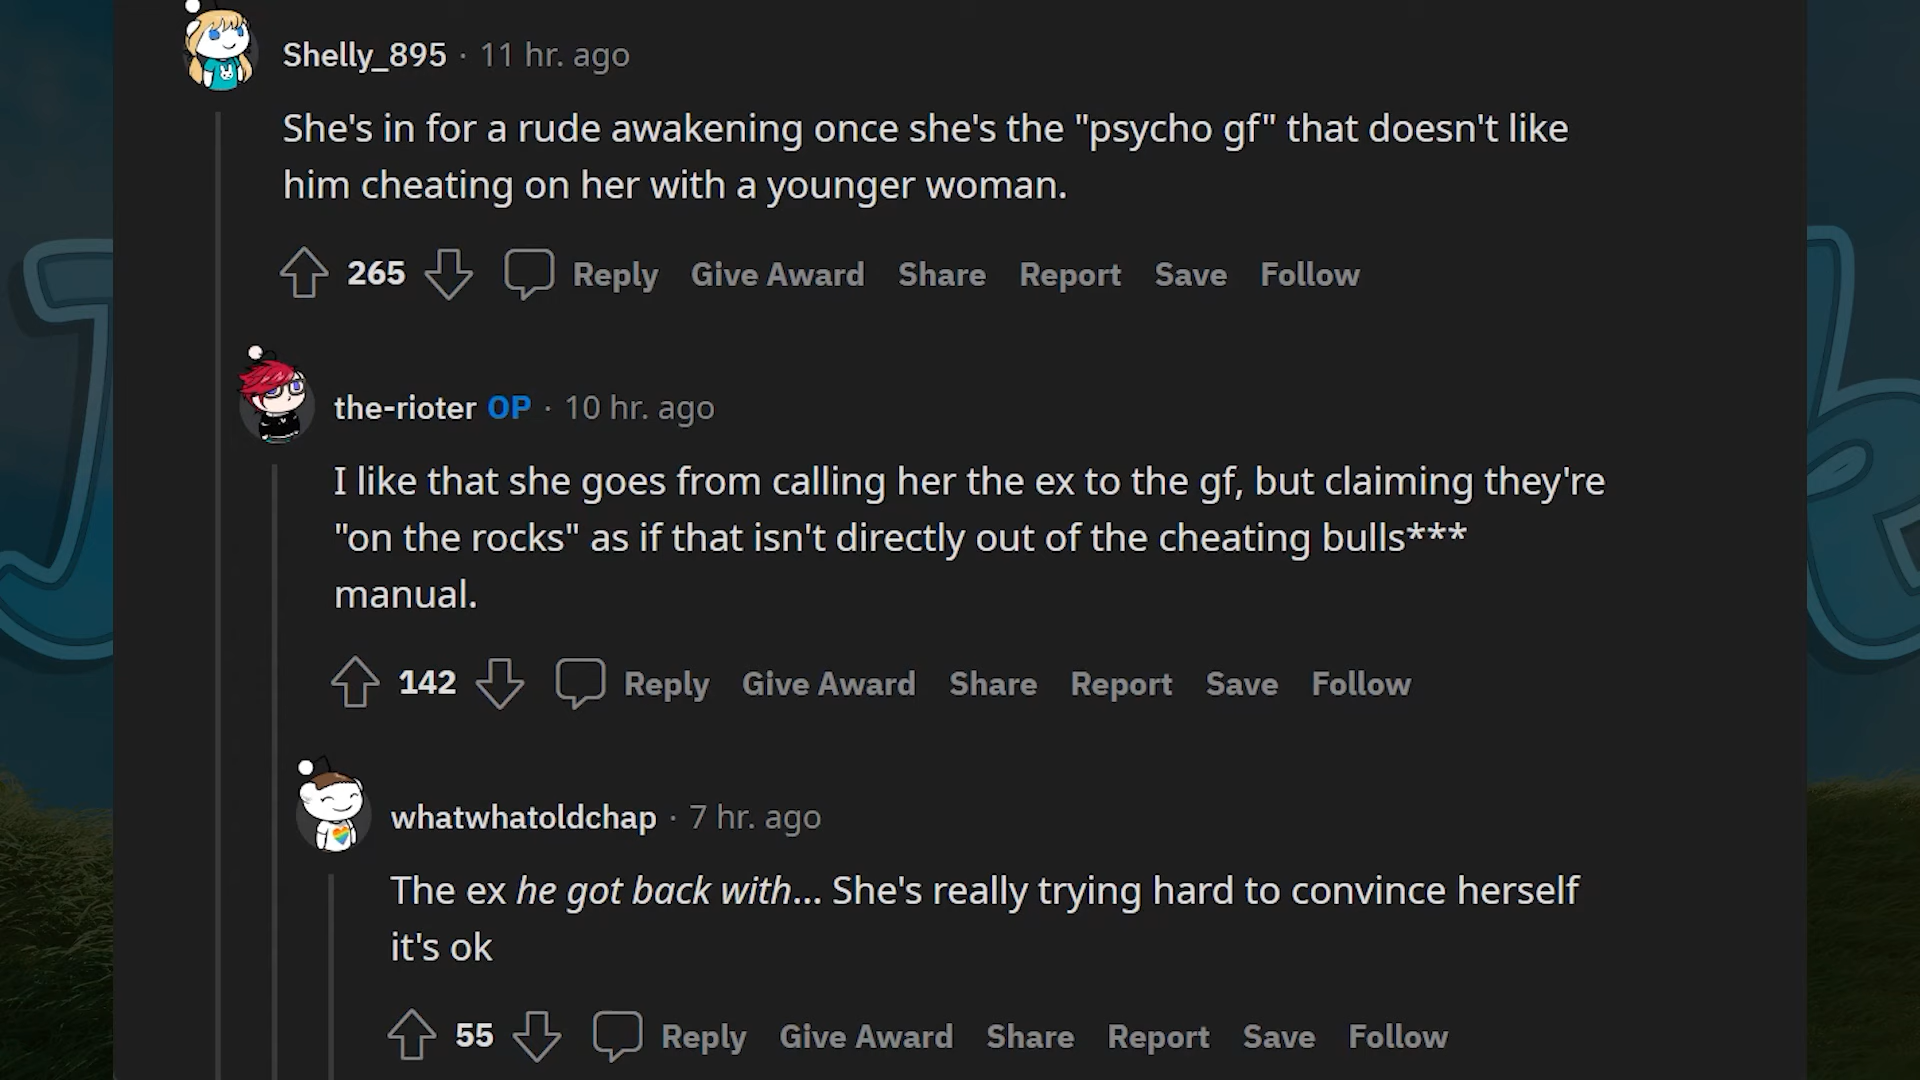 Shelly_895 · 11 hr. ago
She's in for a rude awakening once she's the "psycho gf" that doesn't like
him cheating on her with a younger woman.
265 Reply Give Award Share Report Save Follow
the-rioter OP · 10 hr. ago
I like that she goes from calling her the ex to the gf, but claiming they're
"on the rocks" as if that isn't directly out of the cheating bulls***
manual.
142 Reply Give Award Share Report Save Follow
whatwhatoldchap · 7 hr. ago
The ex he got back with... She's really trying hard to convince herself
it's ok
55 Reply Give Award Share Report Save Follow